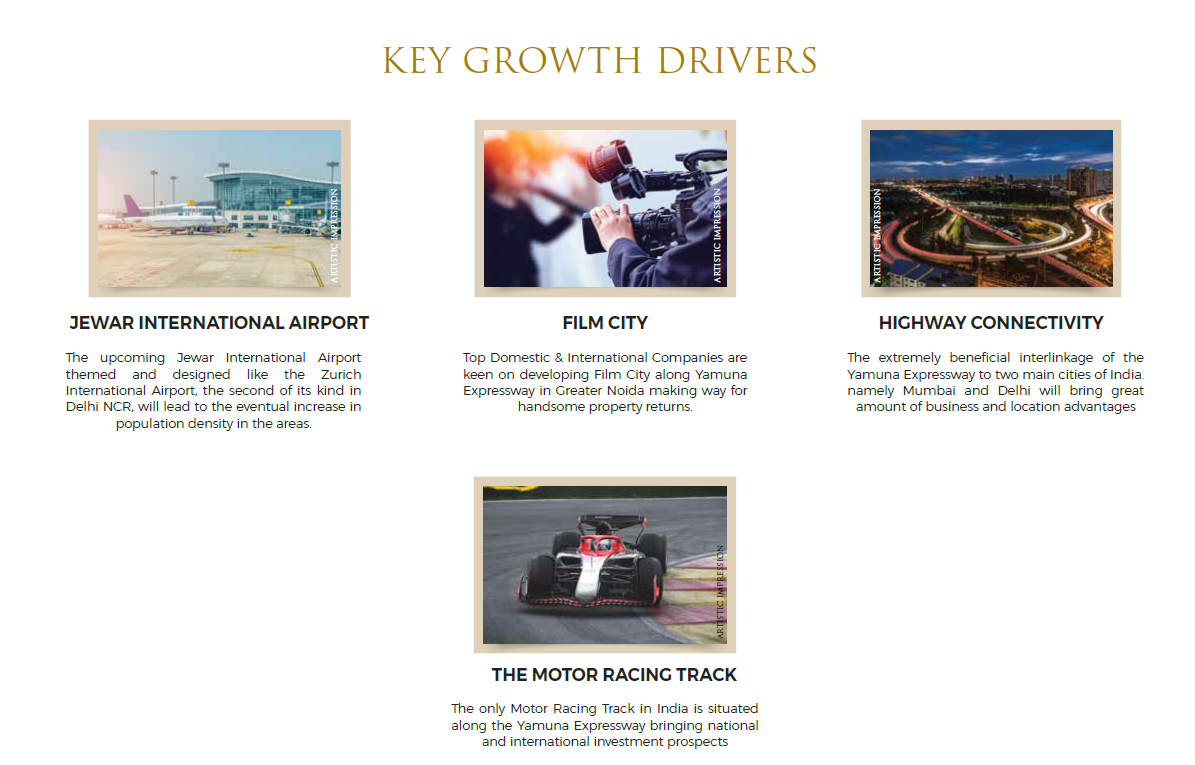 KEY GROWTH DRIVERS
ARTISTIC IMPRESSION
ARTISTIC IMPRESSION
ARTISTIC IMPRESSION
JEWAR INTERNATIONAL AIRPORT
The upcoming Jewar International Airport
themed and designed like the Zurich
International Airport, the second of its kind in
Delhi NCR, will lead to the eventual increase in
population density in the areas.
FILM CITY
Top Domestic & International Companies are
keen on developing Film City along Yamuna
Expressway in Greater Noida making way for
handsome property returns.
HIGHWAY CONNECTIVITY
The extremely beneficial interlinkage of the
Yamuna Expressway to two main cities of India.
namely Mumbai and Delhi will bring great
amount of business and location advantages
ARTISTIC IMPRESSION
THE MOTOR RACING TRACK
The only Motor Racing Track in India is situated
along the Yamuna Expressway bringing national
and international investment prospects